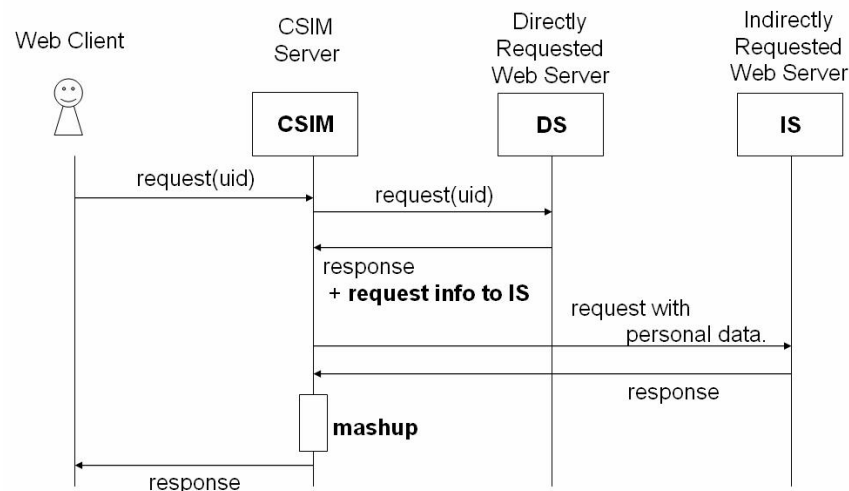 Web Client
CSIM
Server
Directly
Requested
Web Server
Indirectly
Requested
Web Server
CSIM
DS
IS
request(uid)
request(uid)
response
+ request info to IS
request with
personal data.
response
mashup
response